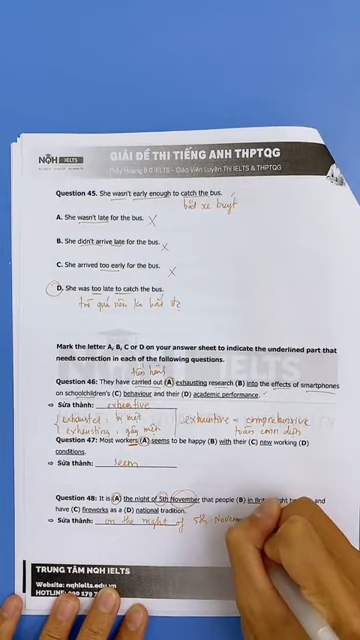 NQH IELTS
GIẢI ĐỀ THI TIẾNG ANH THPTQG
Thầy Hoàng 8.0 IELTS - Giáo Viên Luyện Thi IELTS & THPTQG
Question 45. She wasn't early enough to catch the bus.
bắt xe buýt
A. She wasn't late for the bus.
B. She didn't arrive late for the bus.
C. She arrived too early for the bus.
D. She was too late to catch the bus.
trễ quá nên ko bắt đc
Mark the letter A, B, C or D on your answer sheet to indicate the underlined part that
needs correction in each of the following questions.
tiến hành
Question 46: They have carried out (A) exhausting research (B) into the effects of smartphones
on schoolchildren's (C) behaviour and their (D) academic performance.
⇒ Sửa thành: exhaustive
exhausted: bị mệt
exhausting: gây mệt
exhaustive = comprehensive
toàn diện
Question 47: Most workers (A) seems to be happy (B) with their (C) new working (D)
conditions.
⇒ Sửa thành: seem
Question 48: It is (A) the night of 5th November that people (B) in and
have (C) fireworks as a (D) national tradition.
⇒ Sửa thành: on the night of 5th
TRUNG TÂM NQH IELTS
Website: nqhielts.edu.vn
HOTLINE: